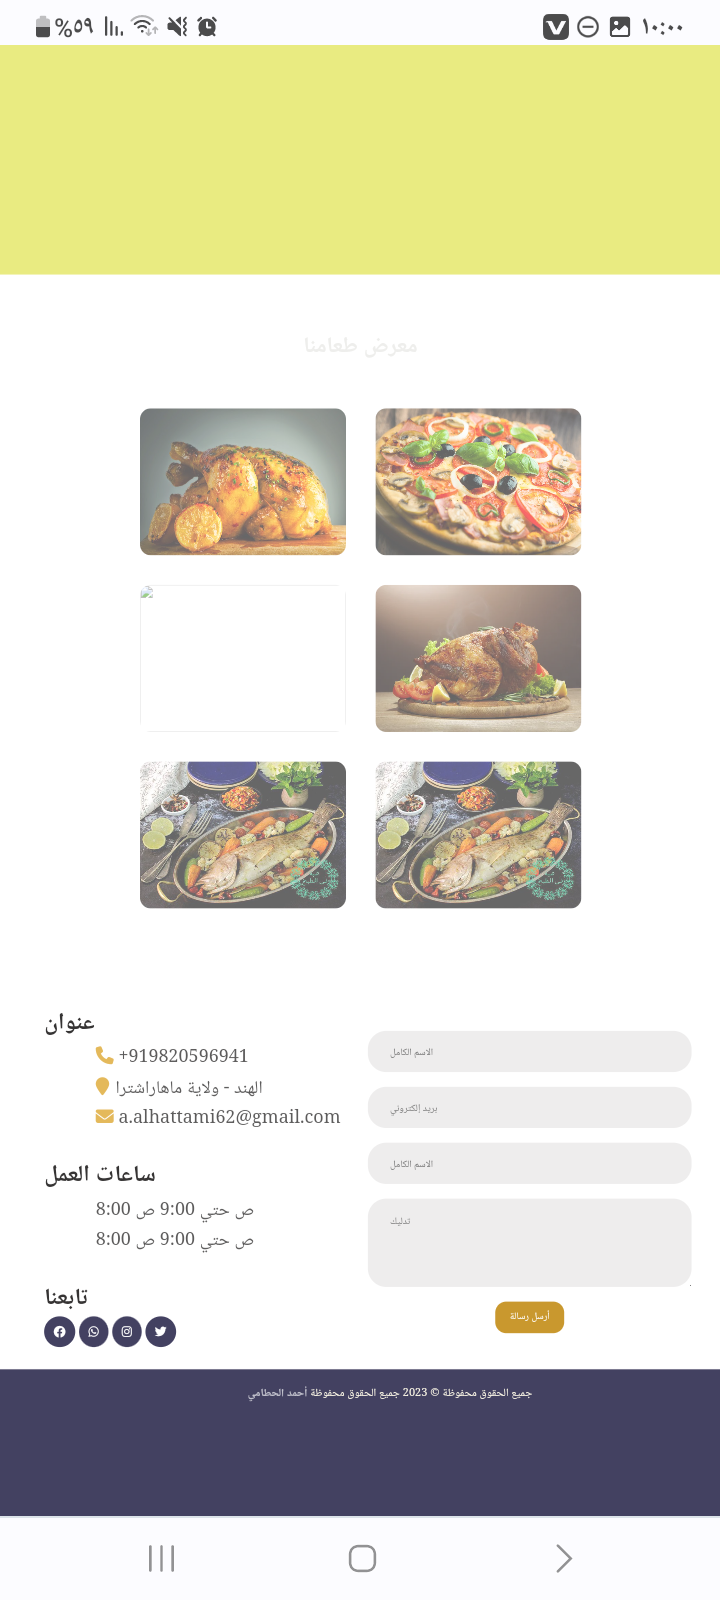 %٥٩
١٠:٠٠
معرض طعامنا
عنوان
+919820596941
الهند - ولاية ماهاراشترا
a.alhattami62@gmail.com
ساعات العمل
8:00 ص حتي 9:00 ص
8:00 ص حتي 9:00 ص
تابعنا
الاسم الكامل
بريد إلكتروني
الاسم الكامل
تدليك
أرسل رسالة
جميع الحقوق محفوظة © 2023 جميع الحقوق محفوظة أحمد الحطامي